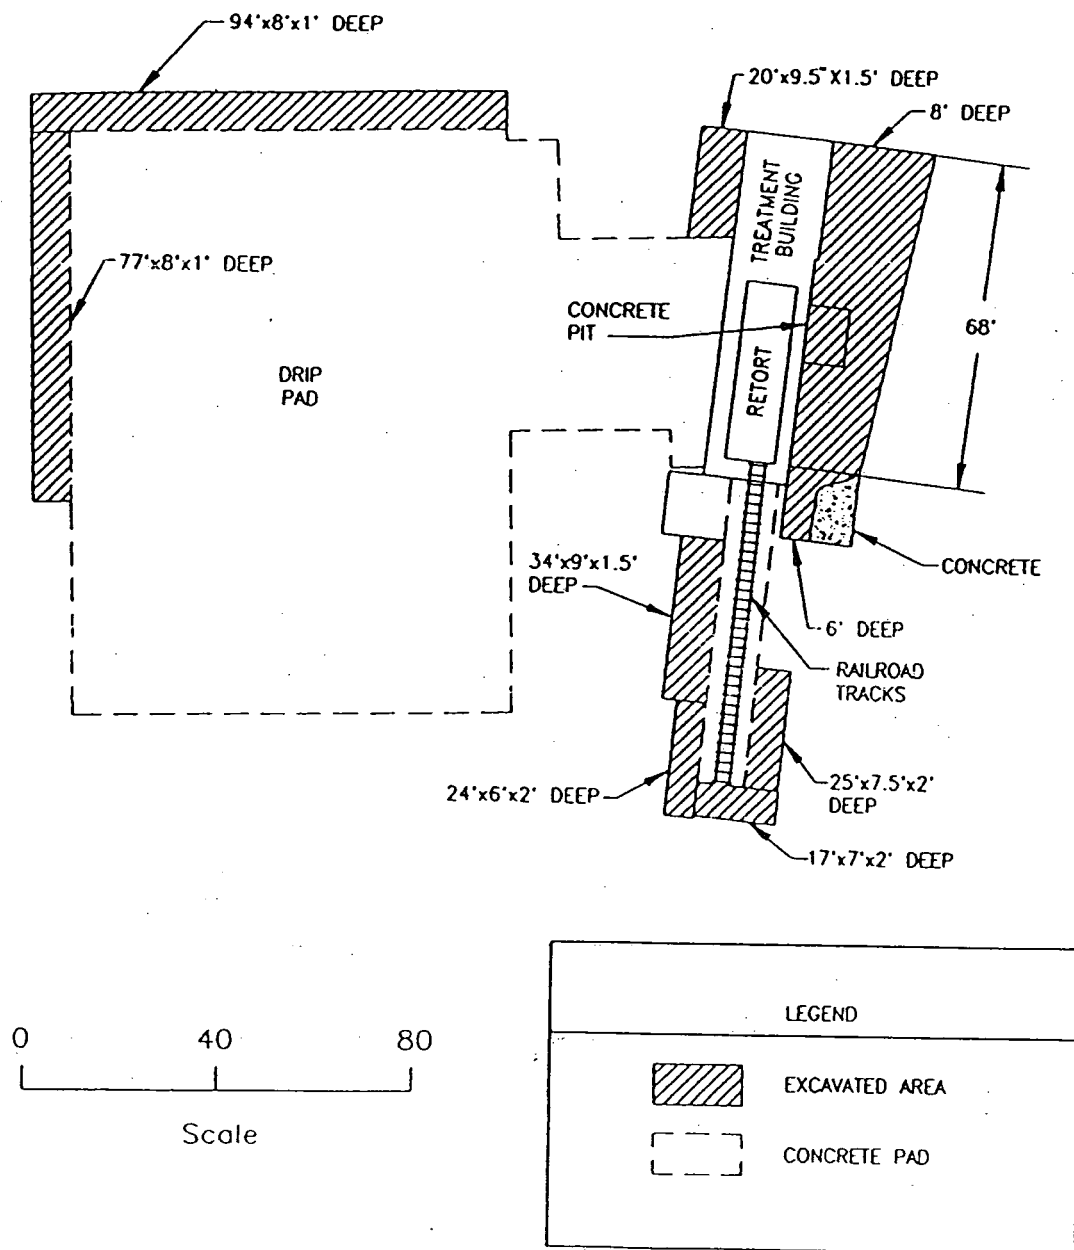 94'x8'x1' DEEP
20'x9.5"X1.5' DEEP
8' DEEP
TREATMENT
BUILDING
77'x8'x1' DEEP
CONCRETE
PIT
68'
DRIP
PAD
RETORT
34'x9'x1.5'
DEEP
CONCRETE
6' DEEP
RAILROAD
TRACKS
24'x6'x2' DEEP
25'x7.5'x2'
DEEP
17'x7'x2' DEEP
0 40 80
Scale
LEGEND
EXCAVATED AREA
CONCRETE PAD